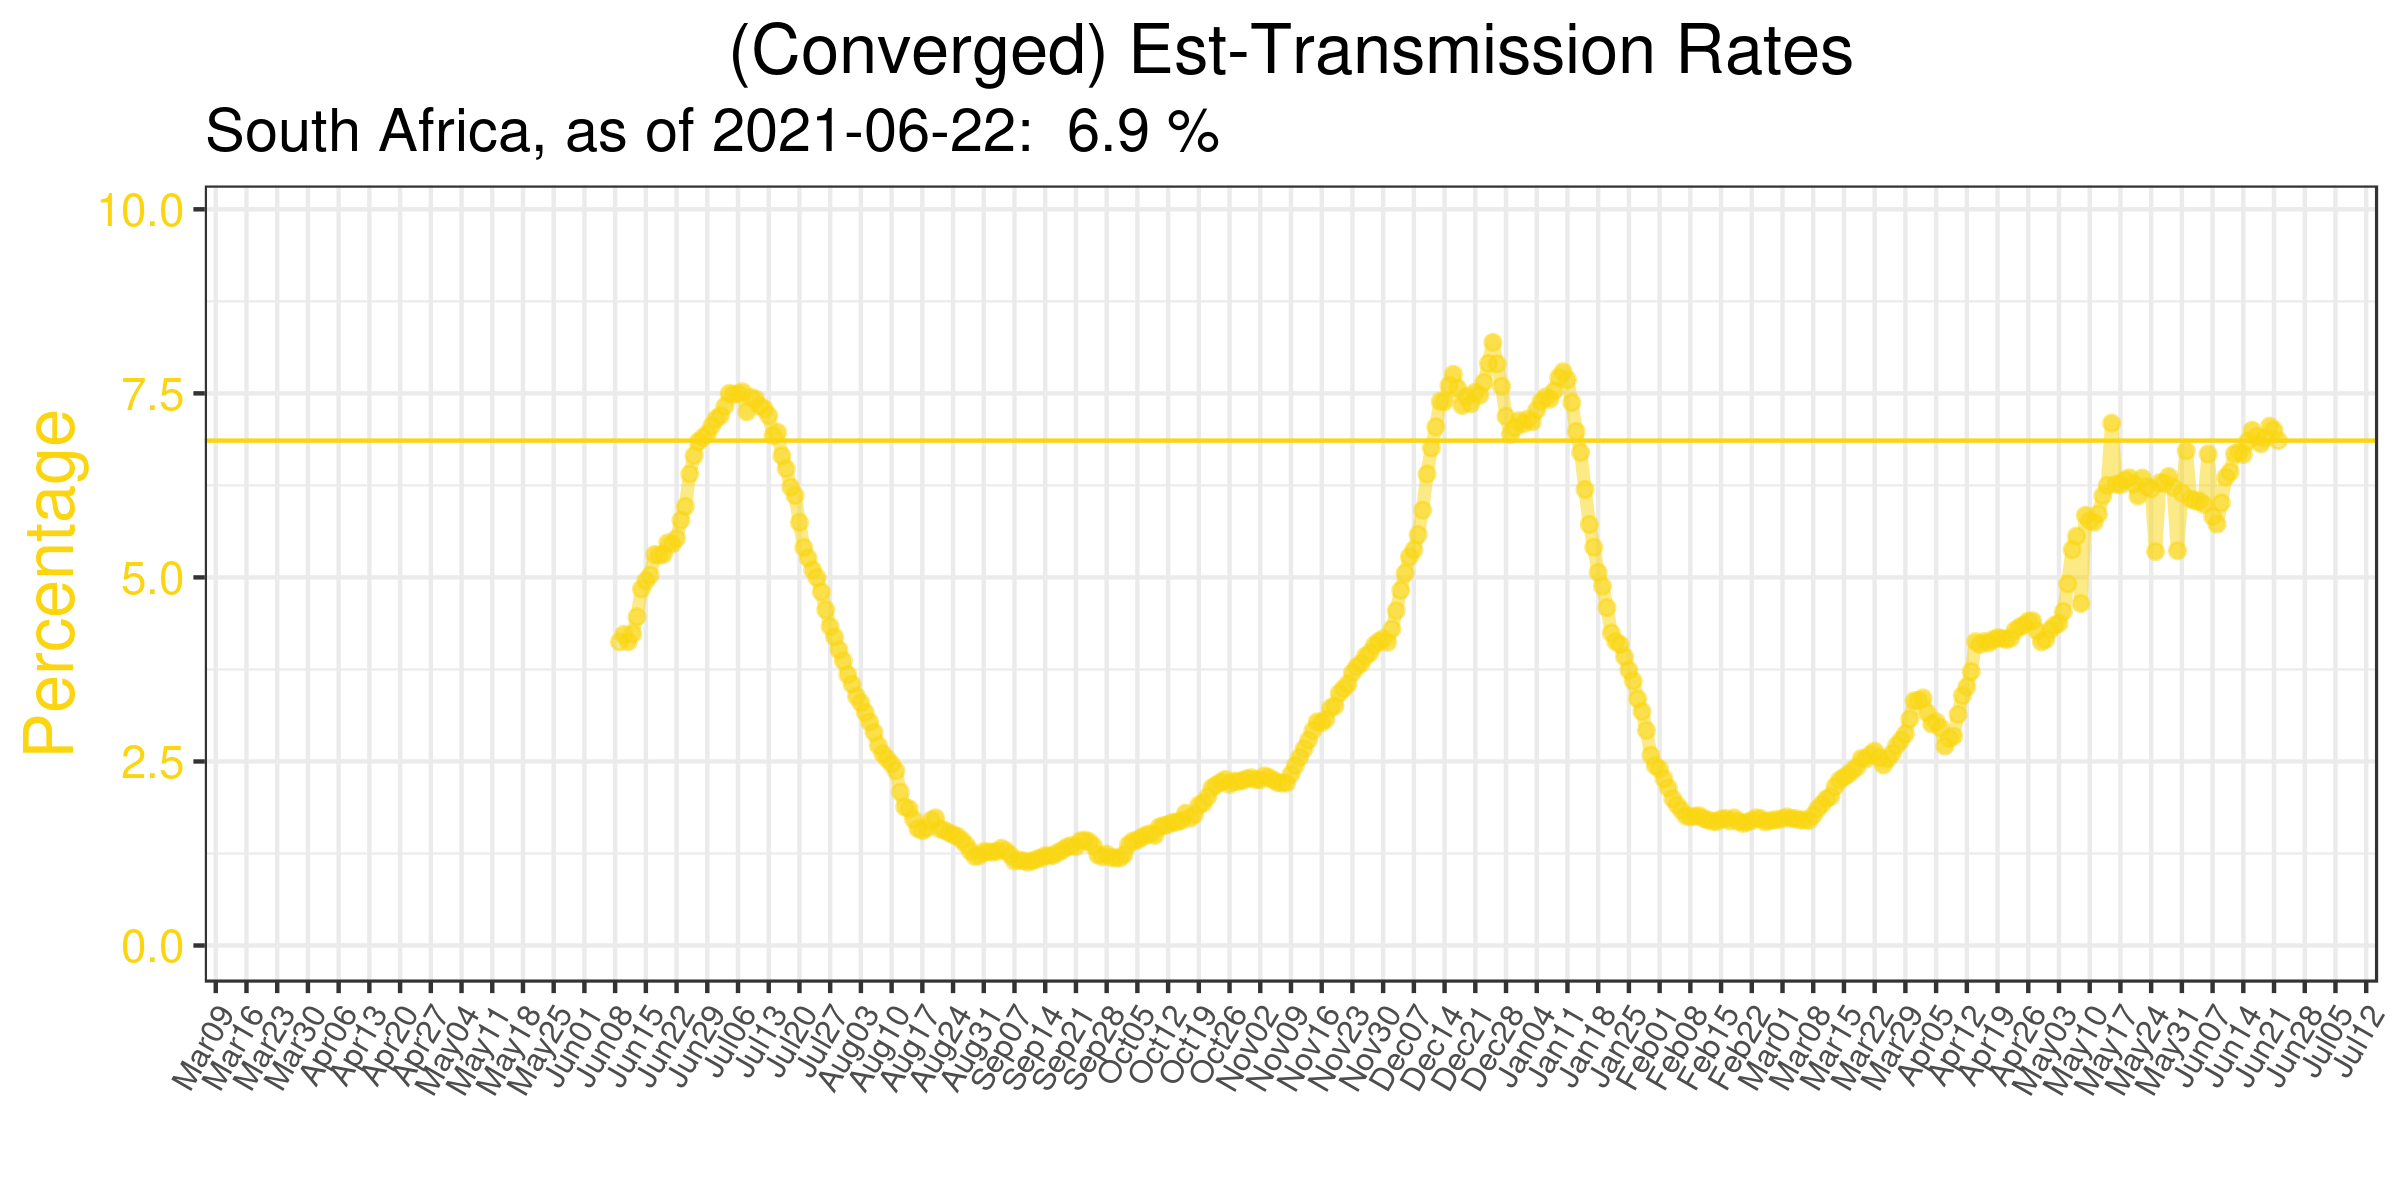 (Converged) Est-Transmission Rates
South Africa, as of 2021-06-22: 6.9 %
Percentage
10.0
7.5
5.0
2.5
0.0
Mar09
Mar16
Mar23
Mar30
Apr06
Apr13
Apr20
Apr27
May04
May11
May18
May25
Jun01
Jun08
Jun15
Jun22
Jun29
Jul06
Jul13
Jul20
Jul27
Aug03
Aug10
Aug17
Aug24
Aug31
Sep07
Sep14
Sep21
Sep28
Oct05
Oct12
Oct19
Oct26
Nov02
Nov09
Nov16
Nov23
Nov30
Dec07
Dec14
Dec21
Dec28
Jan04
Jan11
Jan18
Jan25
Feb01
Feb08
Feb15
Feb22
Mar01
Mar08
Mar15
Mar22
Mar29
Apr05
Apr12
Apr19
Apr26
May03
May10
May17
May24
May31
Jun07
Jun14
Jun21
Jun28
Jul05
Jul12